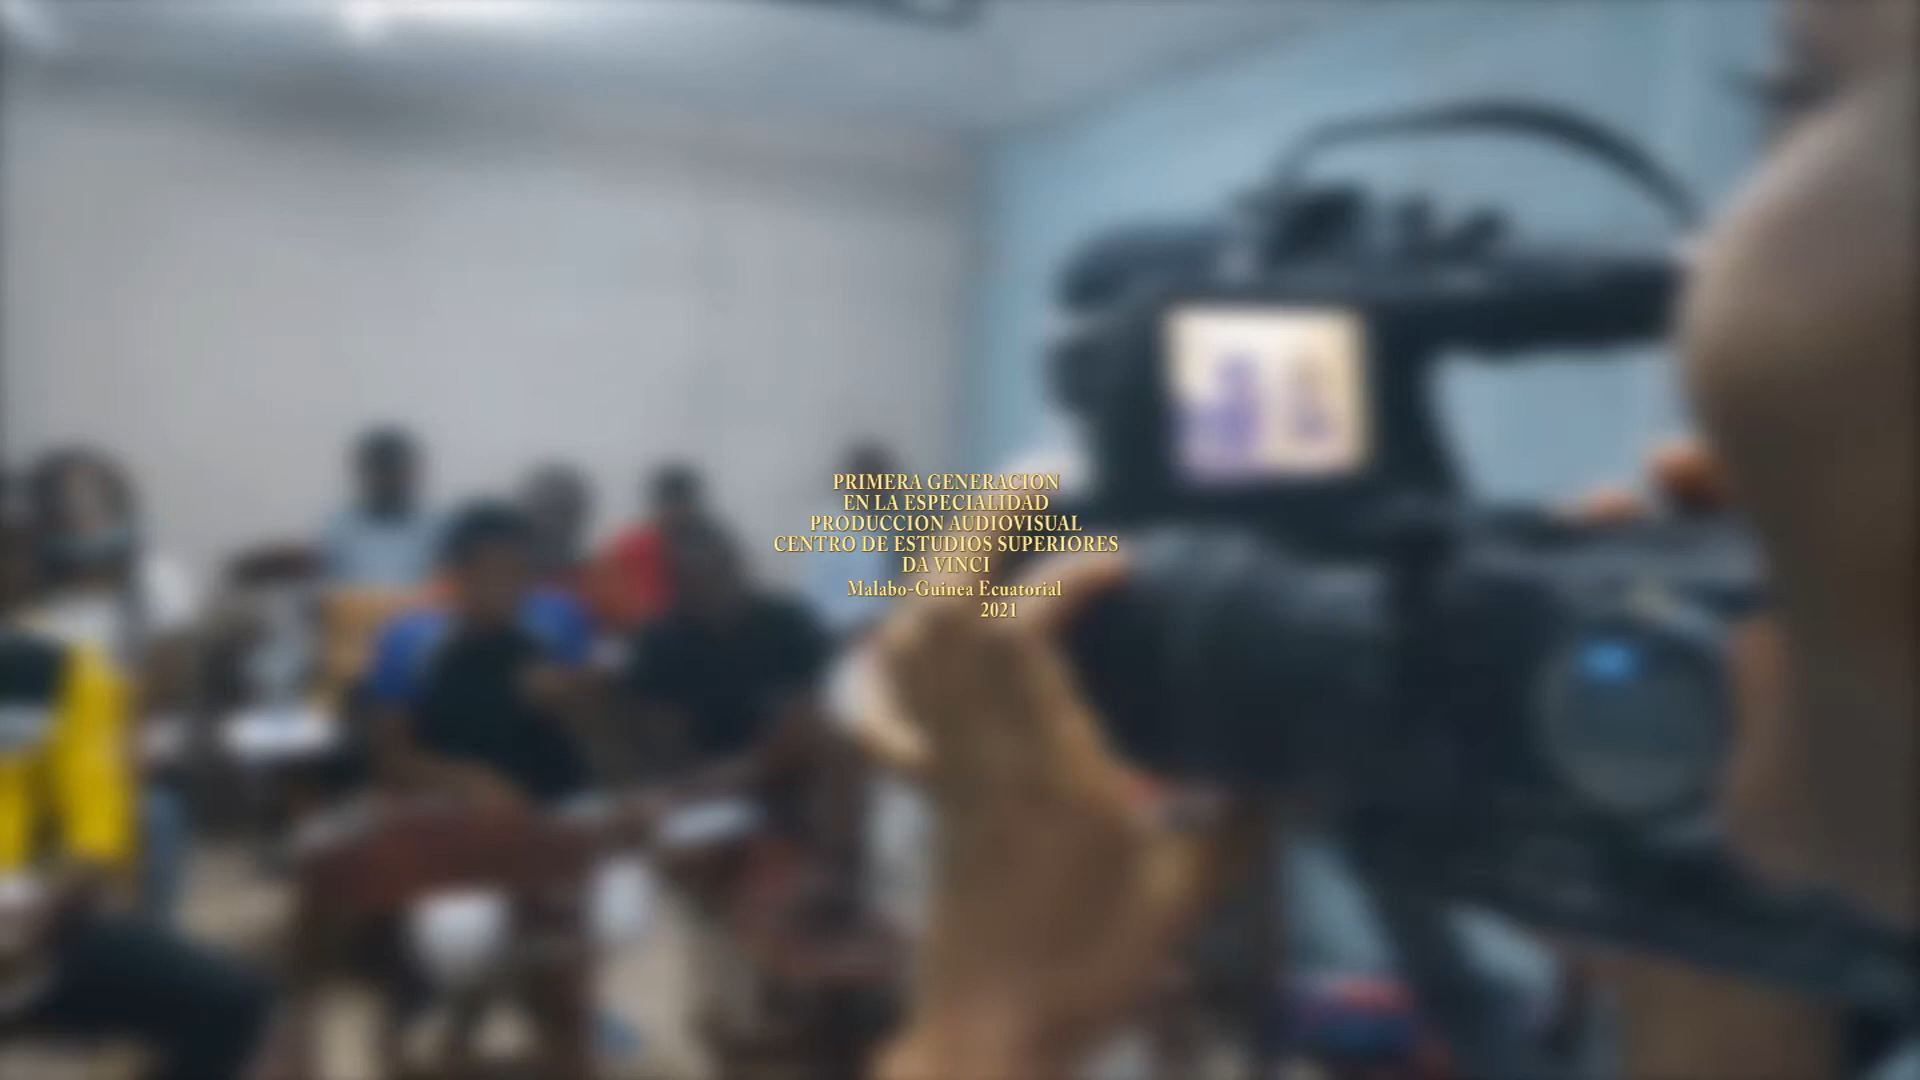 PRIMERA GENERACION
EN LA ESPECIALIDAD
PRODUCCION AUDIOVISUAL
CENTRO DE ESTUDIOS SUPERIORES
DA VINCI
Malabo-Guinea Ecuatorial
2021